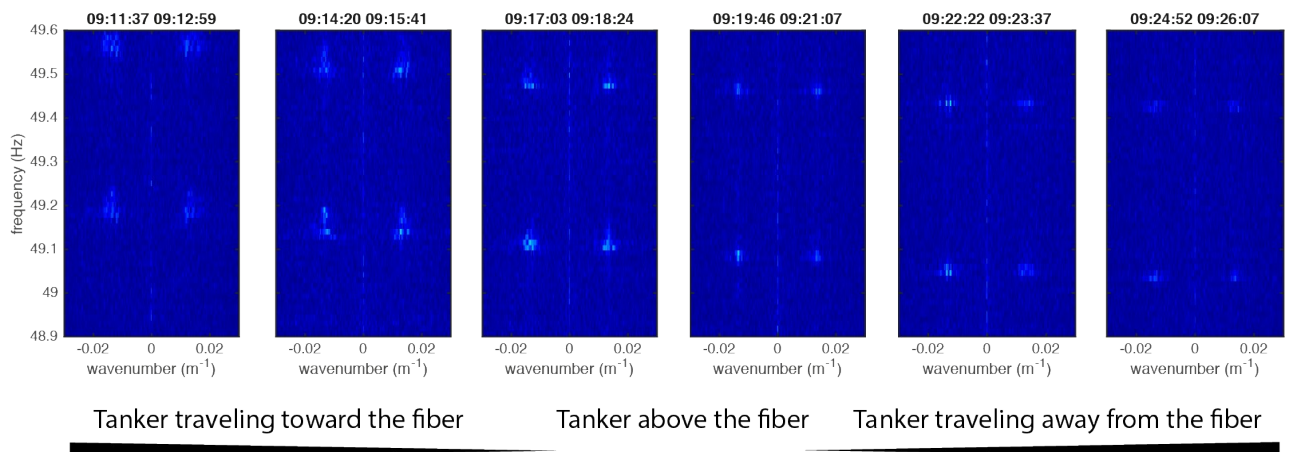 09:11:37 09:12:59 09:14:20 09:15:41 09:17:03 09:18:24 09:19:46 09:21:07 09:22:22 09:23:37 09:24:52 09:26:07
49.6
49.5
49.4
49.3
49.2
49.1
49
48.9
frequency (Hz)
-0.02 0 0.02 -0.02 0 0.02 -0.02 0 0.02 -0.02 0 0.02 -0.02 0 0.02 -0.02 0 0.02
wavenumber (m⁻¹) wavenumber (m⁻¹) wavenumber (m⁻¹) wavenumber (m⁻¹) wavenumber (m⁻¹) wavenumber (m⁻¹)
Tanker traveling toward the fiber Tanker above the fiber Tanker traveling away from the fiber